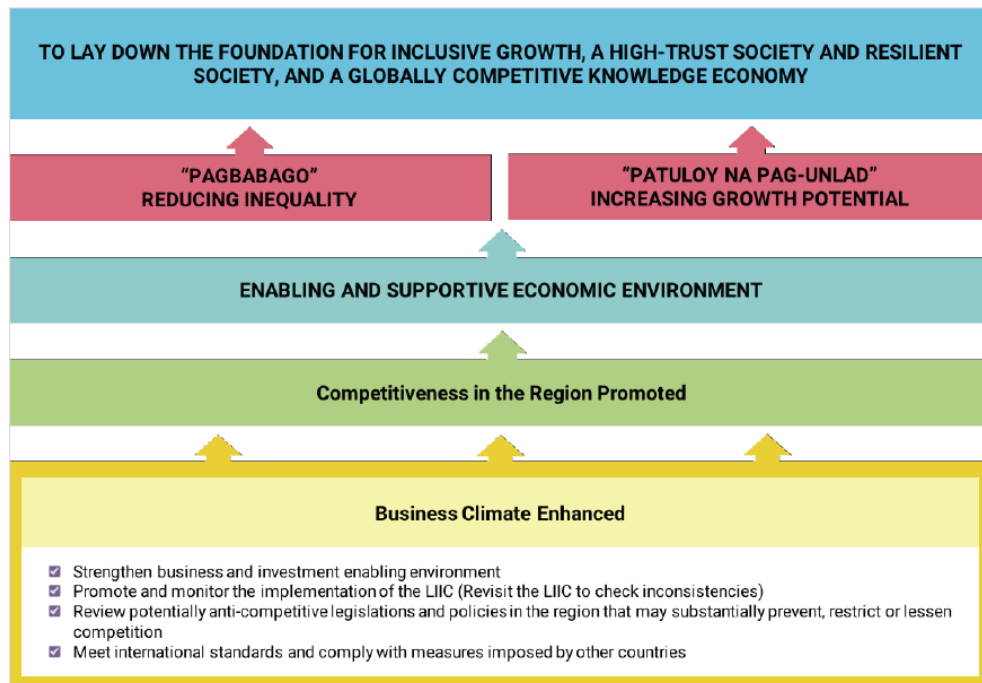 TO LAY DOWN THE FOUNDATION FOR INCLUSIVE GROWTH, A HIGH-TRUST SOCIETY AND RESILIENT
SOCIETY, AND A GLOBALLY COMPETITIVE KNOWLEDGE ECONOMY
“PAGBABAGO”
REDUCING INEQUALITY
“PATULOY NA PAG-UNLAD”
INCREASING GROWTH POTENTIAL
ENABLING AND SUPPORTIVE ECONOMIC ENVIRONMENT
Competitiveness in the Region Promoted
Business Climate Enhanced
Strengthen business and investment enabling environment
Promote and monitor the implementation of the LIIC (Revisit the LIIC to check inconsistencies)
Review potentially anti-competitive legislations and policies in the region that may substantially prevent, restrict or lessen
competition
Meet international standards and comply with measures imposed by other countries